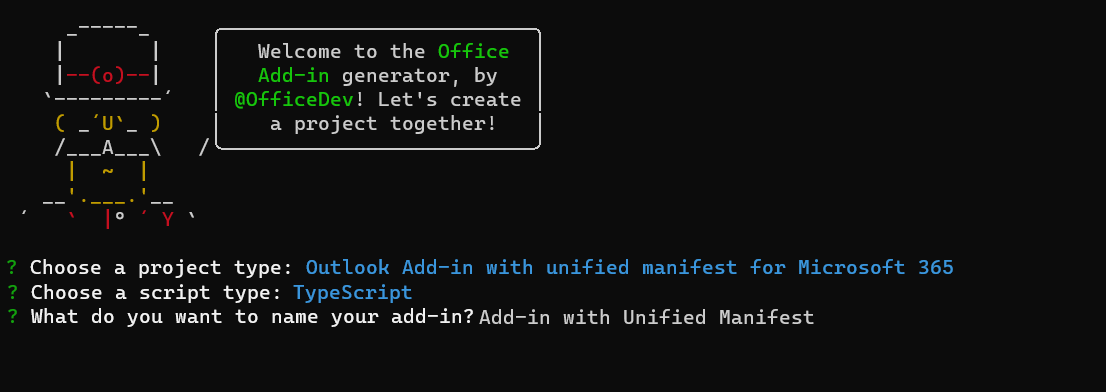 Welcome to the Office
Add-in generator, by
@OfficeDev! Let's create
a project together!
? Choose a project type: Outlook Add-in with unified manifest for Microsoft 365
? Choose a script type: TypeScript
? What do you want to name your add-in? Add-in with Unified Manifest